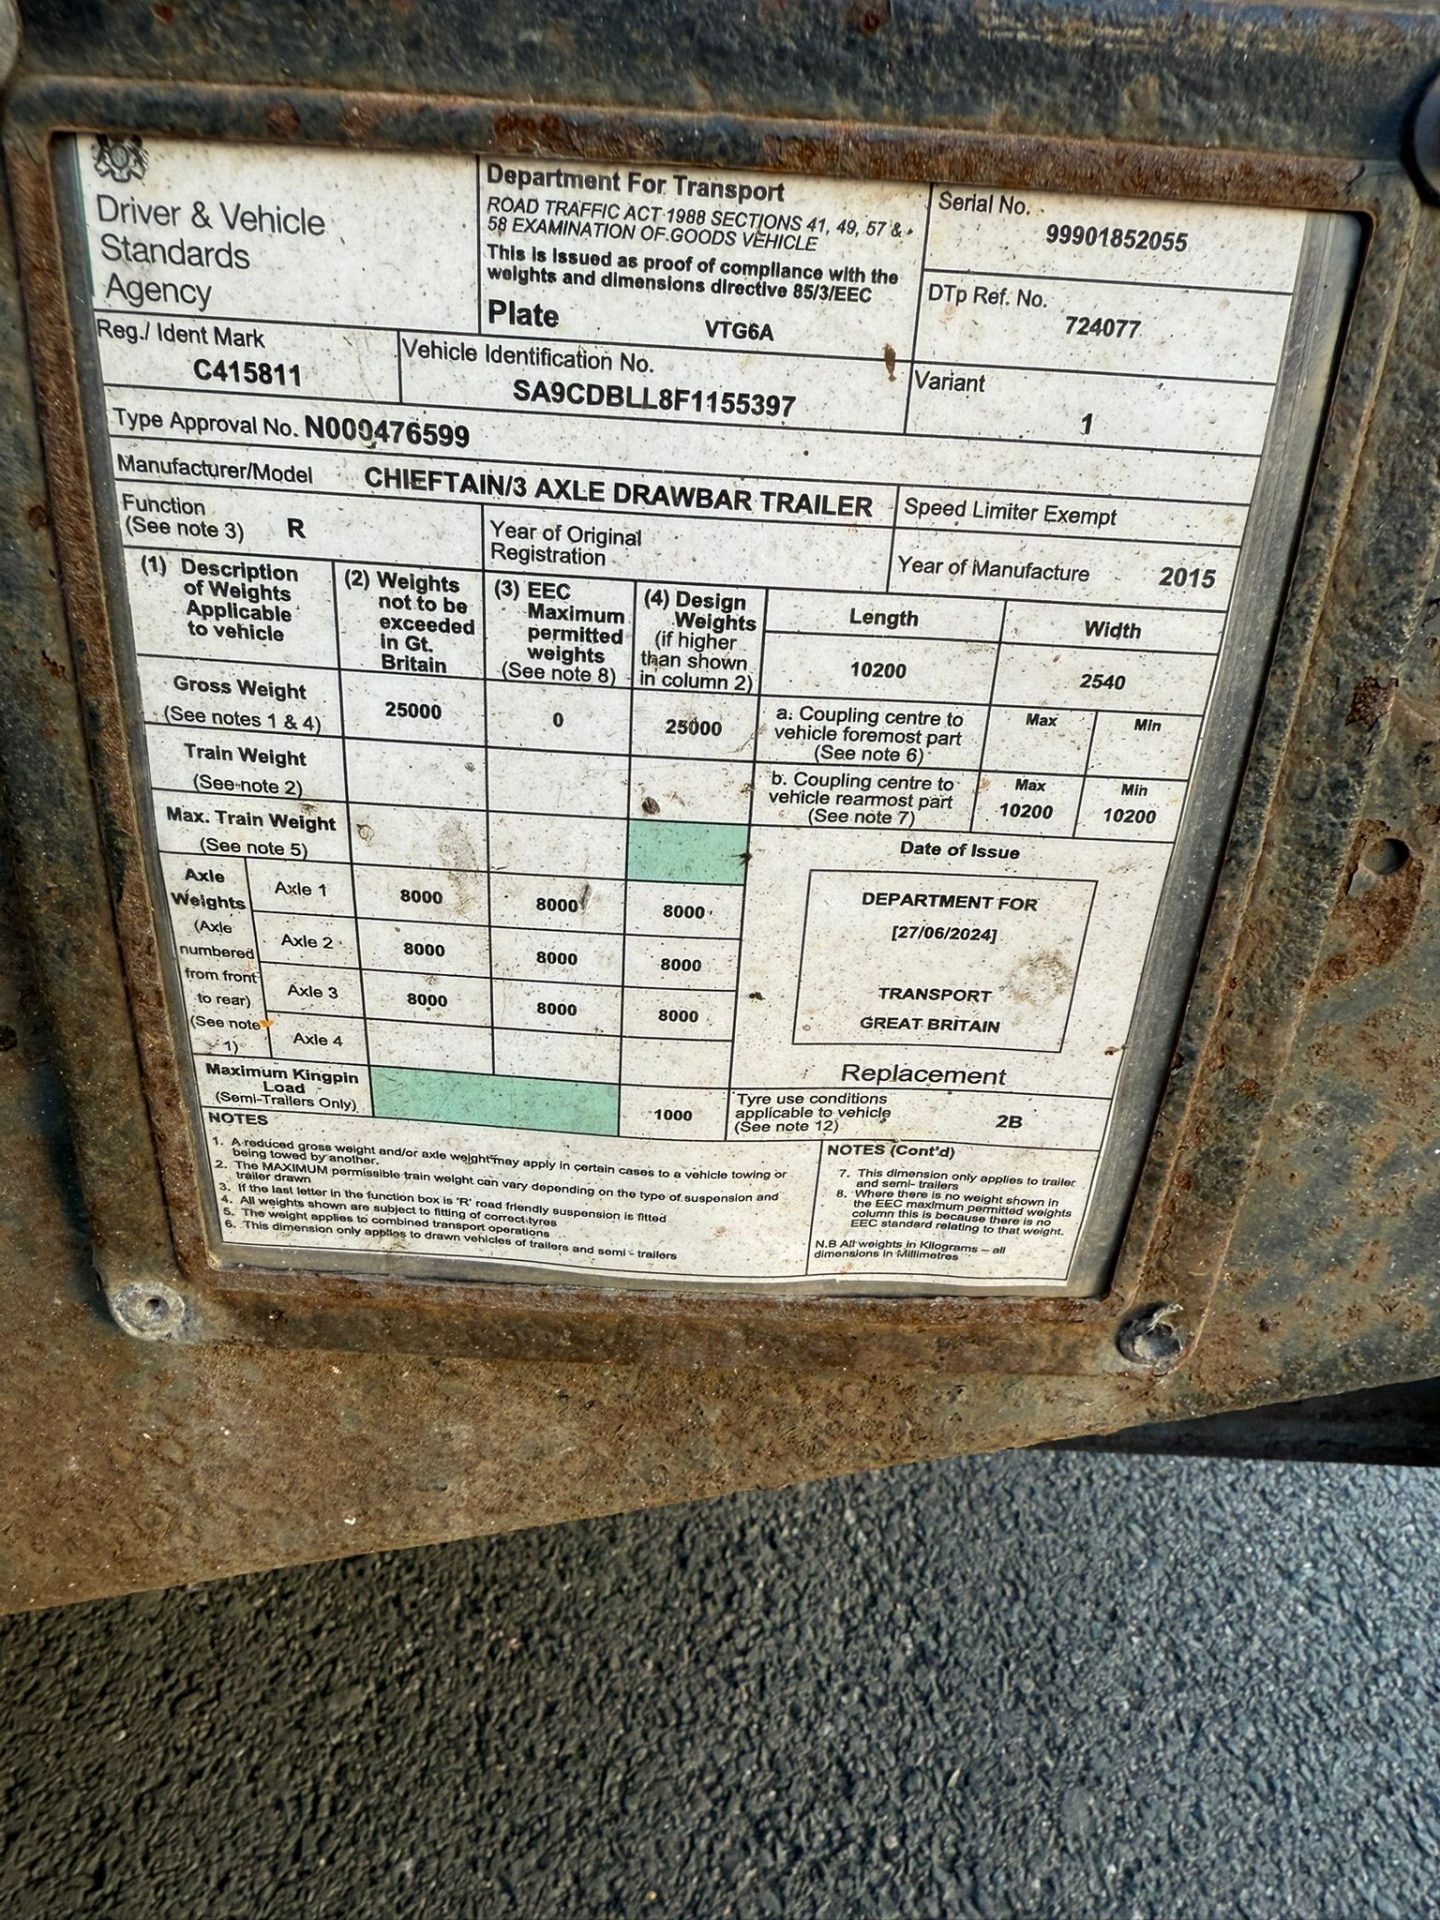 Driver & Vehicle
Standards
Agency
Department For Transport
ROAD TRAFFIC ACT 1988 SECTIONS 41, 49, 57 &
58 EXAMINATION OF GOODS VEHICLE
This is issued as proof of compliance with the
weights and dimensions directive 85/3/EEC
Plate VTG6A
Serial No.
99901852055
DTp Ref. No.
724077
Reg./ Ident Mark
C415811
Vehicle Identification No.
SA9CDBLL8F1155397
Variant
1
Type Approval No. N000476599
Manufacturer/Model CHIEFTAIN/3 AXLE DRAWBAR TRAILER
Speed Limiter Exempt
Function
(See note 3) R
Year of Original
Registration
Year of Manufacture 2015
(1) Description
of Weights
Applicable
to vehicle
(2) Weights
not to be
exceeded
in Gt.
Britain
(3) EEC
Maximum
permitted
weights
(See note 8)
(4) Design
Weights
(if higher
than shown
in column 2)
Length
10200
Width
2540
Gross Weight
(See notes 1 & 4)
25000
0
25000
a. Coupling centre to
vehicle foremost part
(See note 6)
Max
Min
Train Weight
(See note 2)
b. Coupling centre to
vehicle rearmost part
(See note 7)
Max
10200
Min
10200
Max. Train Weight
(See note 5)
Axle
Weights
(Axle
numbered
from front
to rear)
(See note
1)
Axle 1 8000 8000 8000
Axle 2 8000 8000 8000
Axle 3 8000 8000 8000
Axle 4
Date of Issue
DEPARTMENT FOR
[27/06/2024]
TRANSPORT
GREAT BRITAIN
Replacement
Maximum Kingpin
Load
(Semi-Trailers Only)
1000
Tyre use conditions
applicable to vehicle
(See note 12)
2B
NOTES
1. A reduced gross weight and/or axle weight may apply in certain cases to a vehicle towing or
being towed by another.
2. The MAXIMUM permissible train weight can vary depending on the type of suspension and
trailer drawn
3. If the last letter in the function box is 'R' road friendly suspension is fitted
4. All weights shown are subject to fitting of correct tyres
5. The weight applies to combined transport operations
6. This dimension only applies to drawn vehicles of trailers and semi - trailers
NOTES (Cont'd)
7. This dimension only applies to trailer
and semi- trailers
8. Where there is no weight shown in
the EEC maximum permitted weights
column this is because there is no
EEC standard relating to that weight.
N.B All weights in Kilograms – all
dimensions in Millimetres